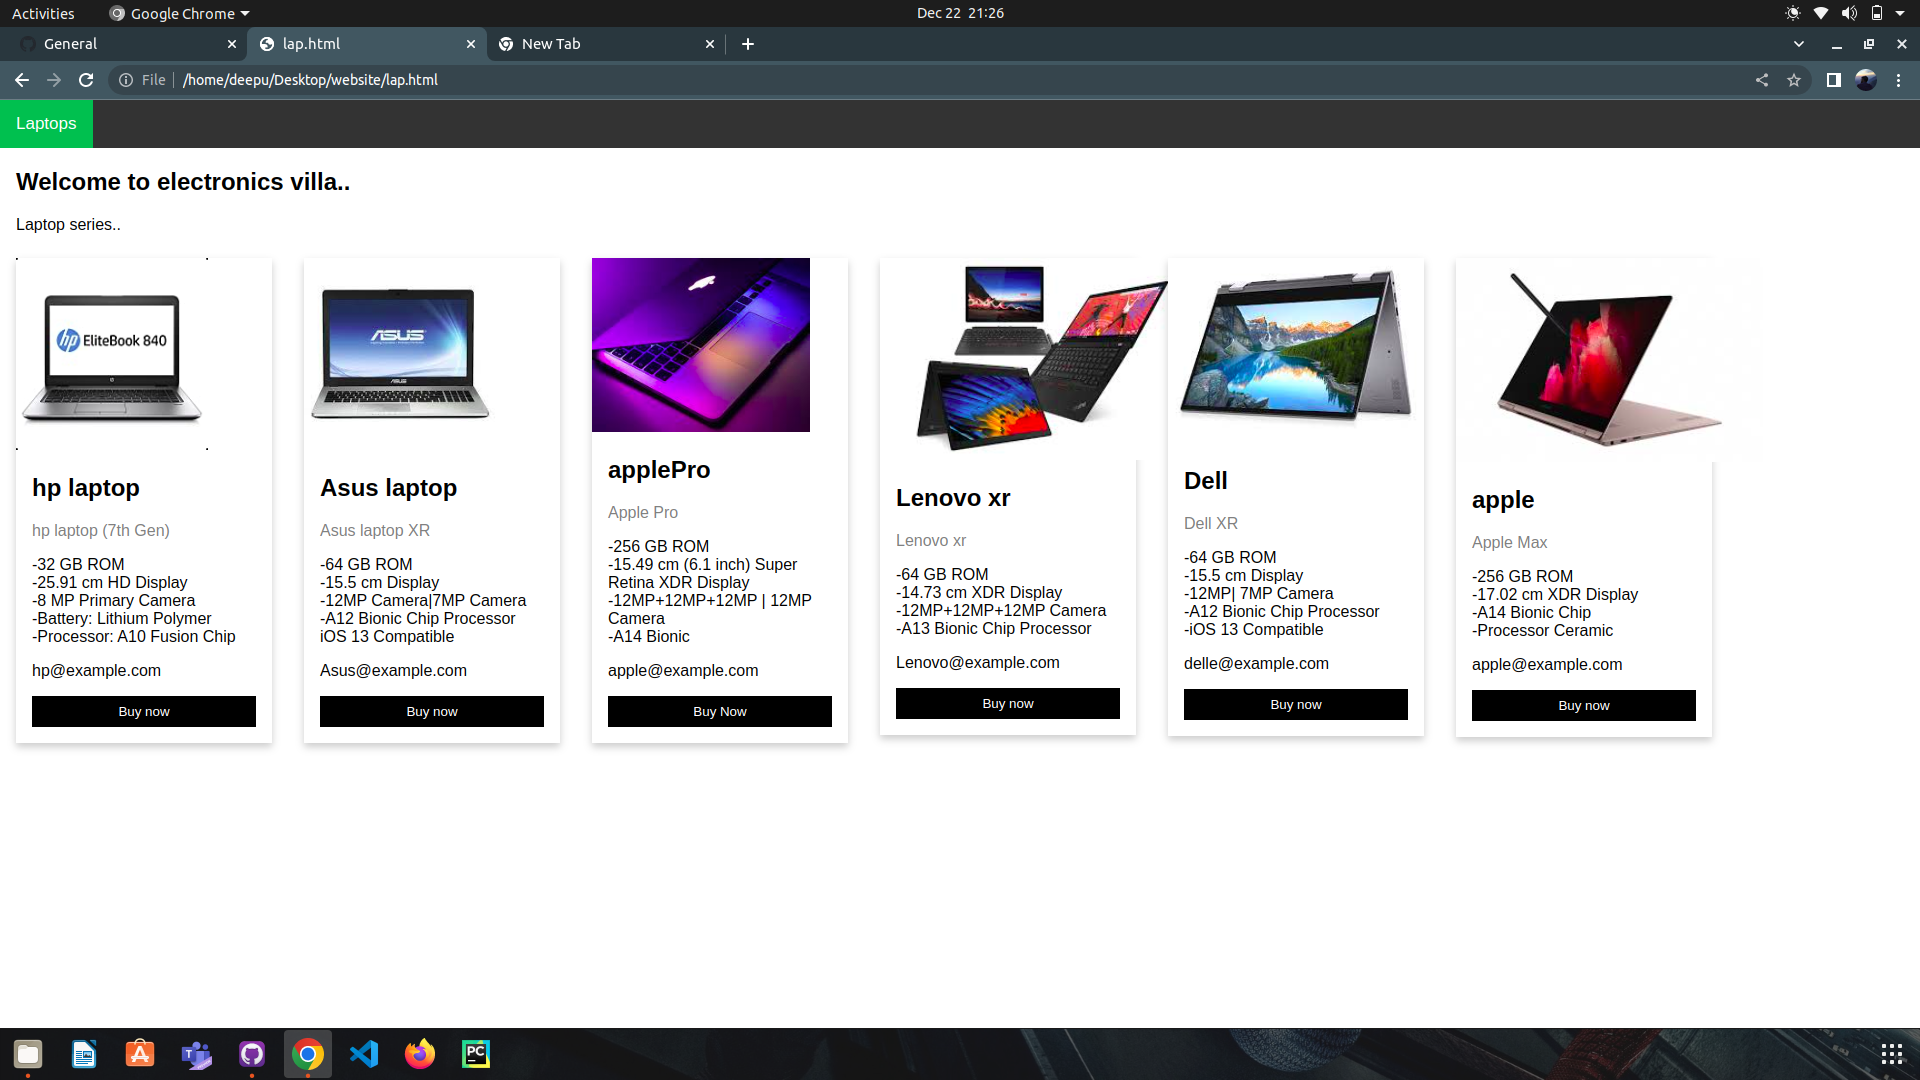 Activities
Google Chrome
Dec 22 21:26
General
lap.html
New Tab
File
/home/deepu/Desktop/website/lap.html
Laptops
Welcome to electronics villa..
Laptop series..
hp EliteBook 840
hp laptop
hp laptop (7th Gen)
-32 GB ROM
-25.91 cm HD Display
-8 MP Primary Camera
-Battery: Lithium Polymer
-Processor: A10 Fusion Chip
hp@example.com
Buy now
ASUS
ASUS
Asus laptop
Asus laptop XR
-64 GB ROM
-15.5 cm Display
-12MP Camera|7MP Camera
-A12 Bionic Chip Processor
iOS 13 Compatible
Asus@example.com
Buy now
applePro
Apple Pro
-256 GB ROM
-15.49 cm (6.1 inch) Super
Retina XDR Display
-12MP+12MP+12MP | 12MP
Camera
-A14 Bionic
apple@example.com
Buy Now
Lenovo xr
Lenovo xr
-64 GB ROM
-14.73 cm XDR Display
-12MP+12MP+12MP Camera
-A13 Bionic Chip Processor
Lenovo@example.com
Buy now
Dell
Dell XR
-64 GB ROM
-15.5 cm Display
-12MP| 7MP Camera
-A12 Bionic Chip Processor
-iOS 13 Compatible
delle@example.com
Buy now
apple
Apple Max
-256 GB ROM
-17.02 cm XDR Display
-A14 Bionic Chip
-Processor Ceramic
apple@example.com
Buy now
T
PC